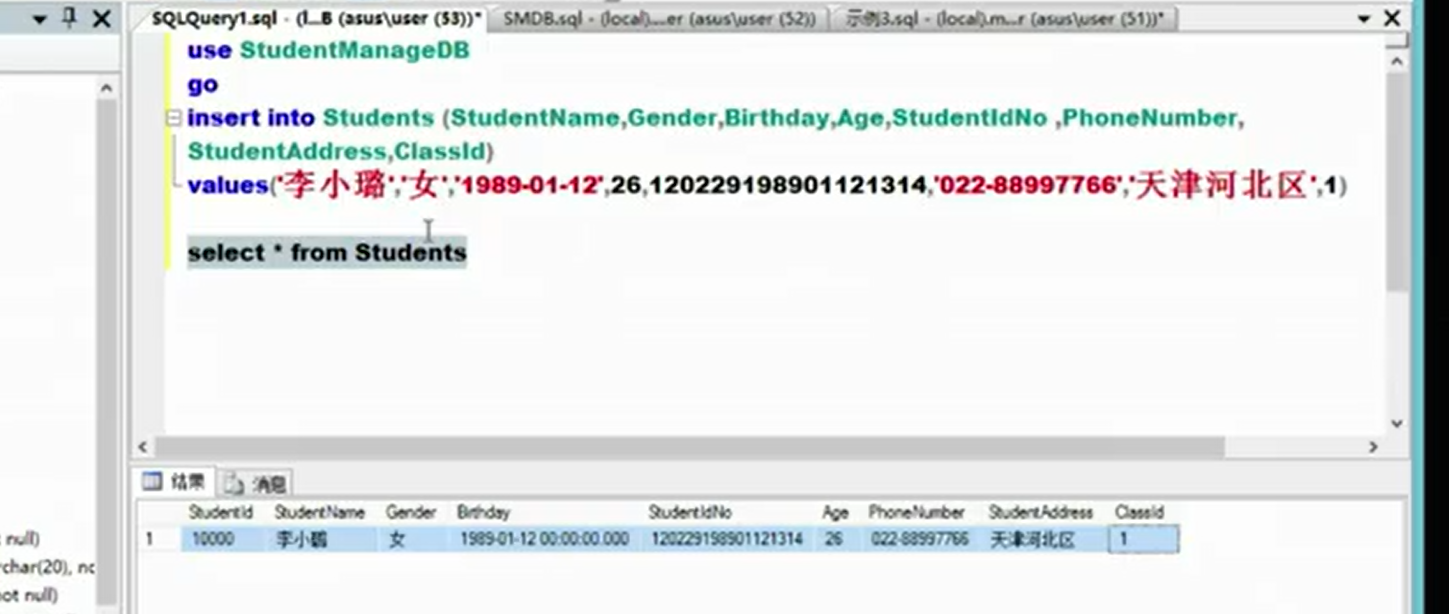 SQLQuery1.sql - (l...B (asus\user (53))* SMDB.sql - (local)....er (asus\user (52)) 示例3.sql - (local).m...r (asus\user (51))*
use StudentManageDB
go
insert into Students (StudentName,Gender,Birthday,Age,StudentIdNo ,PhoneNumber,
StudentAddress,ClassId)
values('李小璐','女','1989-01-12',26,120229198901121314,'022-88997766','天津河北区',1)
select * from Students
结果 消息
StudentId StudentName Gender Birthday StudentIdNo Age PhoneNumber StudentAddress ClassId
1 10000 李小璐 女 1989-01-12 00:00:00.000 120229198901121314 26 022-88997766 天津河北区 1
null)
rchar(20), nc
not null)